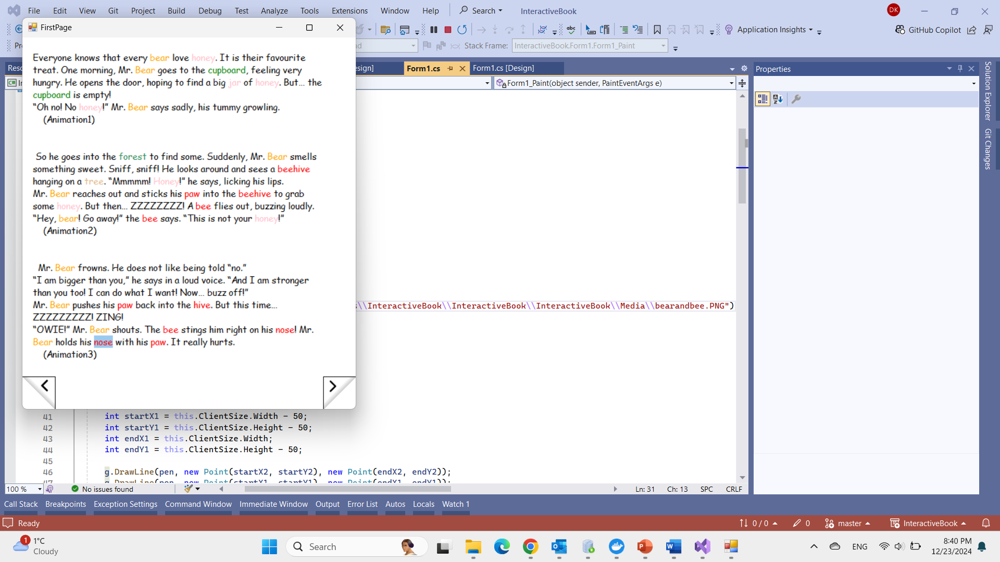 File Edit View Git Project Build Debug Test Analyze Tools Extensions Window Help Search InteractiveBook DK
FirstPage
Application Insights GitHub Copilot
Stack Frame: InteractiveBook.Form1.Form1_Paint
Form1.cs Form1.cs [Design] Properties
Form1_Paint(object sender, PaintEventArgs e)
Everyone knows that every bear love honey. It is their favourite
treat. One morning, Mr. Bear goes to the cupboard, feeling very
hungry. He opens the door, hoping to find a big jar of honey. But... the
cupboard is empty!
“Oh no! No honey!” Mr. Bear says sadly, his tummy growling.
(Animation1)
So he goes into the forest to find some. Suddenly, Mr. Bear smells
something sweet. Sniff, sniff! He looks around and sees a beehive
hanging on a tree. “Mmmmm! Honey!” he says, licking his lips.
Mr. Bear reaches out and sticks his paw into the beehive to grab
some honey. But then... ZZZZZZZZ! A bee flies out, buzzing loudly.
“Hey, bear! Go away!” the bee says. “This is not your honey!”
(Animation2)
Mr. Bear frowns. He does not like being told “no.”
“I am bigger than you,” he says in a loud voice. “And I am stronger
than you too! I can do what I want! Now... buzz off!”
Mr. Bear pushes his paw back into the hive. But this time...
ZZZZZZZZZ! ZING!
“OWIE!” Mr. Bear shouts. The bee stings him right on his nose! Mr.
Bear holds his nose with his paw. It really hurts.
(Animation3)
\\InteractiveBook\\InteractiveBook\\InteractiveBook\\Media\\bearandbee.PNG")
Solution Explorer
Git Changes
41 int startX1 = this.ClientSize.Width - 50;
42 int startY1 = this.ClientSize.Height - 50;
43 int endX1 = this.ClientSize.Width;
44 int endY1 = this.ClientSize.Height - 50;
45
46 g.DrawLine(pen, new Point(startX2, startY2), new Point(endX2, endY2));
47 g.DrawLine(pen, new Point(startX1, startY1), new Point(endX1, endY1));
100 % No issues found Ln: 31 Ch: 13 SPC CRLF
Call Stack Breakpoints Exception Settings Command Window Immediate Window Output Error List Autos Locals Watch 1
Ready 0 / 0 0 master InteractiveBook
1 1°C
Cloudy
Search
ENG
8:40 PM
12/23/2024